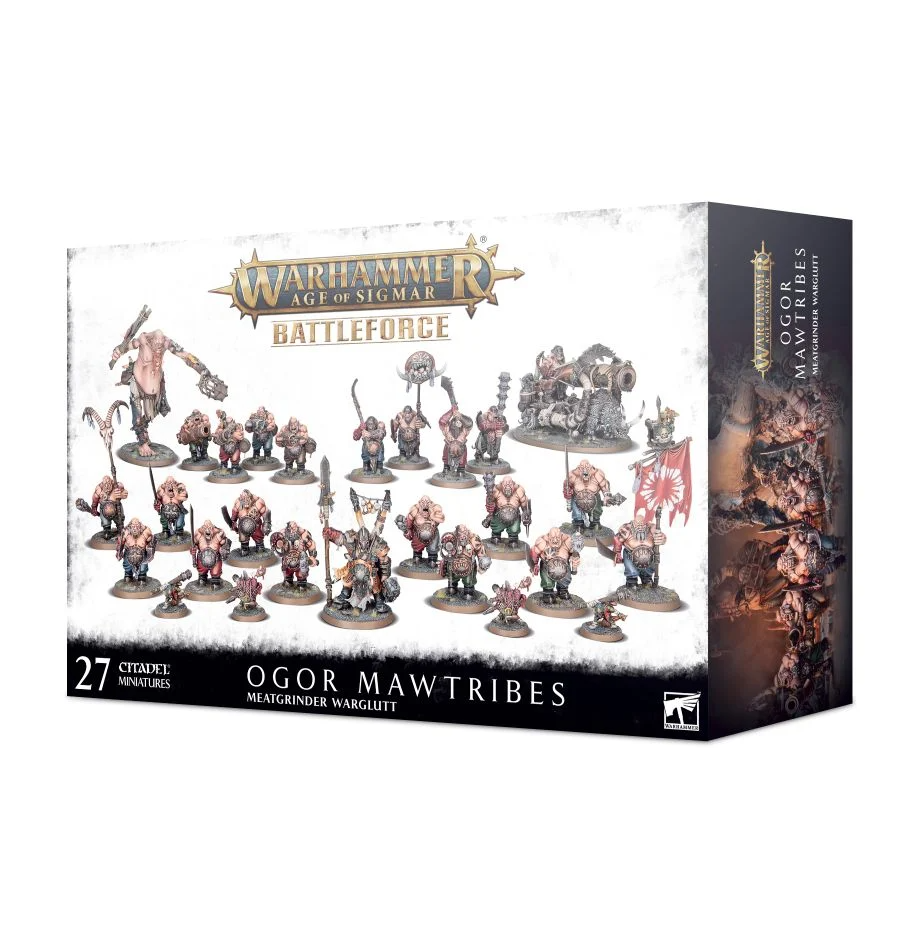 WARHAMMER
®
AGE OF SIGMAR
BATTLEFORCE
27 CITADEL
MINIATURES
OGOR MAWTRIBES
MEATGRINDER WARGLUTT
WARHAMMER
WARHAMMER
AGE OF SIGMAR
OGOR
MAWTRIBES
MEATGRINDER WARGLUTT